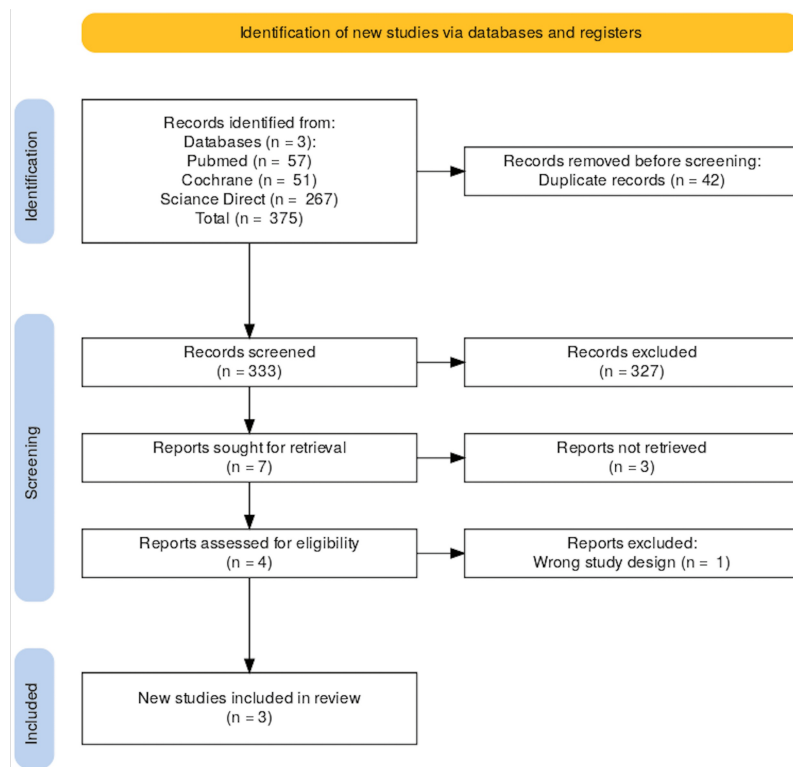 Identification of new studies via databases and registers
Identification
Records identified from:
Databases (n = 3):
Pubmed (n = 57)
Cochrane (n = 51)
Sciance Direct (n = 267)
Total (n = 375)
Records removed before screening:
Duplicate records (n = 42)
Screening
Records screened
(n = 333)
Records excluded
(n = 327)
Reports sought for retrieval
(n = 7)
Reports not retrieved
(n = 3)
Reports assessed for eligibility
(n = 4)
Reports excluded:
Wrong study design (n = 1)
Included
New studies included in review
(n = 3)